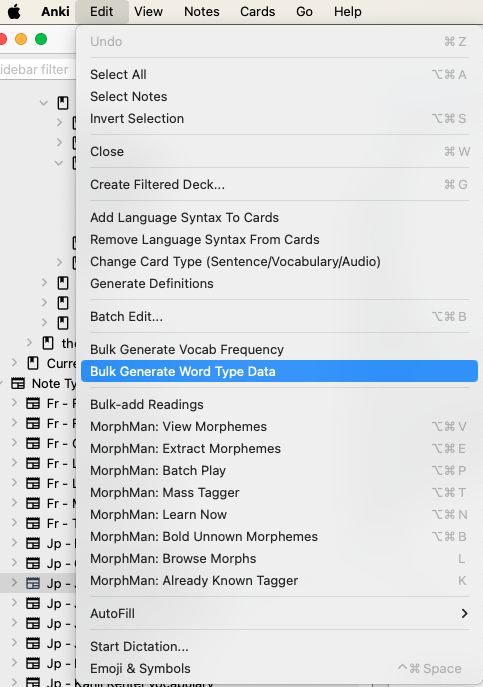 Anki Edit View Notes Cards Go Help
Undo ⌘Z
idebar filter
Select All ⌥⌘A
Select Notes
Invert Selection ⌥⌘S
Close ⌘W
Create Filtered Deck... ⌘G
Add Language Syntax To Cards
Remove Language Syntax From Cards
Change Card Type (Sentence/Vocabulary/Audio)
Generate Definitions
Batch Edit... ⌥⌘B
th
Bulk Generate Vocab Frequency
Curre
Bulk Generate Word Type Data
Note Ty
Bulk-add Readings
Fr - F
MorphMan: View Morphemes ⌥⌘V
Fr - F
MorphMan: Extract Morphemes ⌥⌘E
Fr -
MorphMan: Batch Play ⌥⌘P
Fr - L
MorphMan: Mass Tagger ⌥⌘T
Fr - L
MorphMan: Learn Now ⌥⌘N
Fr - M
MorphMan: Bold Unnown Morphemes ⌥⌘B
Fr - T
MorphMan: Browse Morphs L
Jp -
MorphMan: Already Known Tagger K
Jp -
Jp -
AutoFill
Jp -
Jp -
Start Dictation...
Jp -
Emoji & Symbols ^⌘Space
Jp - Kanji Renter Vocabulary